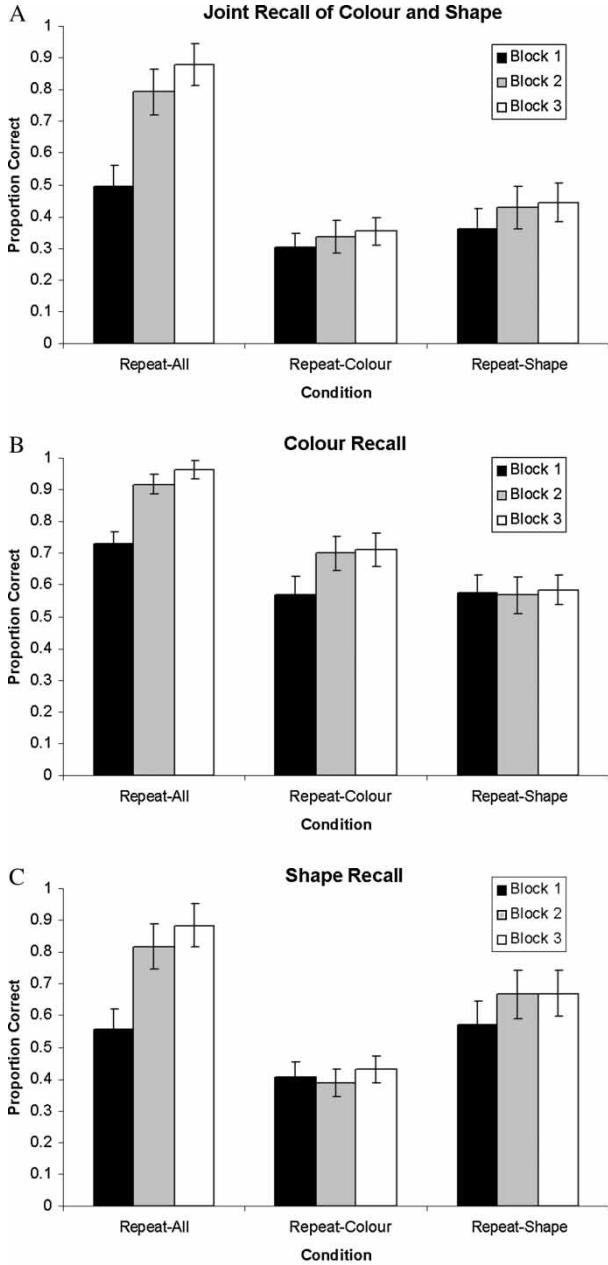 A
Joint Recall of Colour and Shape
Block 1
Block 2
Block 3
Proportion Correct
1
0.9
0.8
0.7
0.6
0.5
0.4
0.3
0.2
0.1
0
Repeat-All
Repeat-Colour
Repeat-Shape
Condition
B
Colour Recall
Block 1
Block 2
Block 3
Proportion Correct
1
0.9
0.8
0.7
0.6
0.5
0.4
0.3
0.2
0.1
0
Repeat-All
Repeat-Colour
Repeat-Shape
Condition
C
Shape Recall
Block 1
Block 2
Block 3
Proportion Correct
1
0.9
0.8
0.7
0.6
0.5
0.4
0.3
0.2
0.1
0
Repeat-All
Repeat-Colour
Repeat-Shape
Condition